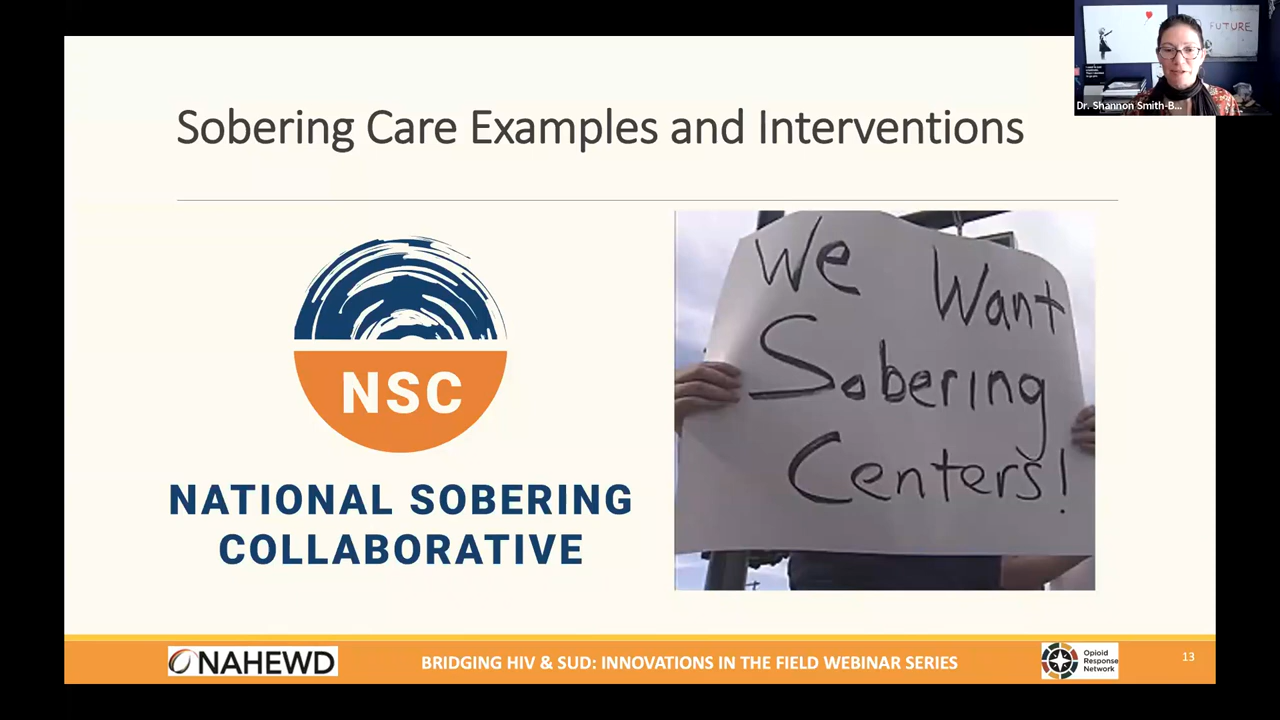 FUTURE
Dr. Shannon Smith-B...
Sobering Care Examples and Interventions
We Want
Sobering
Centers!
NSC
NATIONAL SOBERING
COLLABORATIVE
NAHEWD
BRIDGING HIV & SUD: INNOVATIONS IN THE FIELD WEBINAR SERIES
Opioid
Response
Network
13